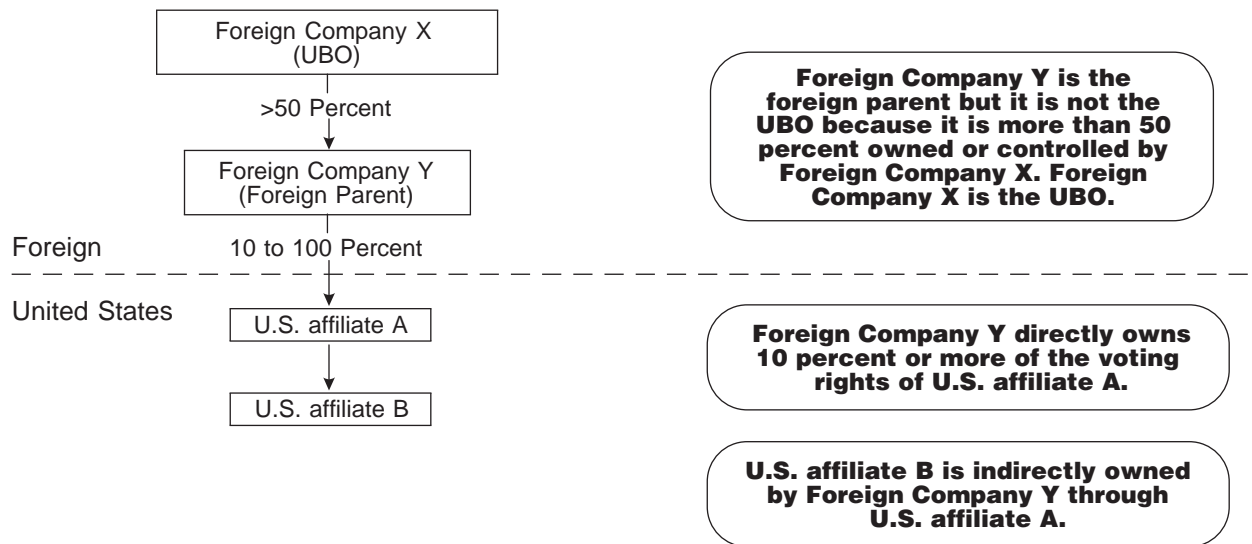 Foreign Company X
(UBO)
>50 Percent
Foreign Company Y
(Foreign Parent)
Foreign
10 to 100 Percent
United States
U.S. affiliate A
U.S. affiliate B
Foreign Company Y is the
foreign parent but it is not the
UBO because it is more than 50
percent owned or controlled by
Foreign Company X. Foreign
Company X is the UBO.
Foreign Company Y directly owns
10 percent or more of the voting
rights of U.S. affiliate A.
U.S. affiliate B is indirectly owned
by Foreign Company Y through
U.S. affiliate A.